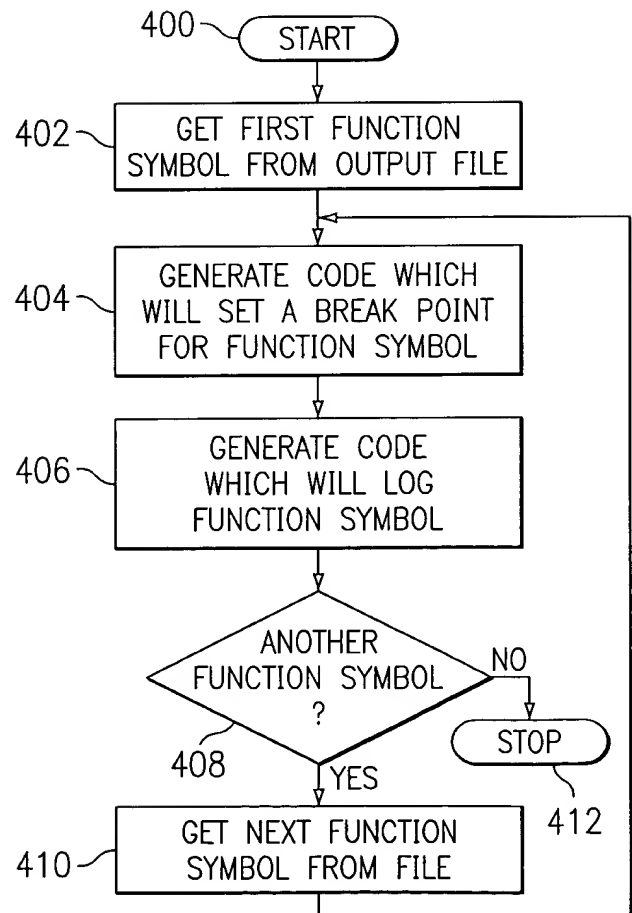 400
START
402
GET FIRST FUNCTION
SYMBOL FROM OUTPUT FILE
404
GENERATE CODE WHICH
WILL SET A BREAK POINT
FOR FUNCTION SYMBOL
406
GENERATE CODE
WHICH WILL LOG
FUNCTION SYMBOL
ANOTHER
FUNCTION SYMBOL
?
NO
408
YES
STOP
412
410
GET NEXT FUNCTION
SYMBOL FROM FILE